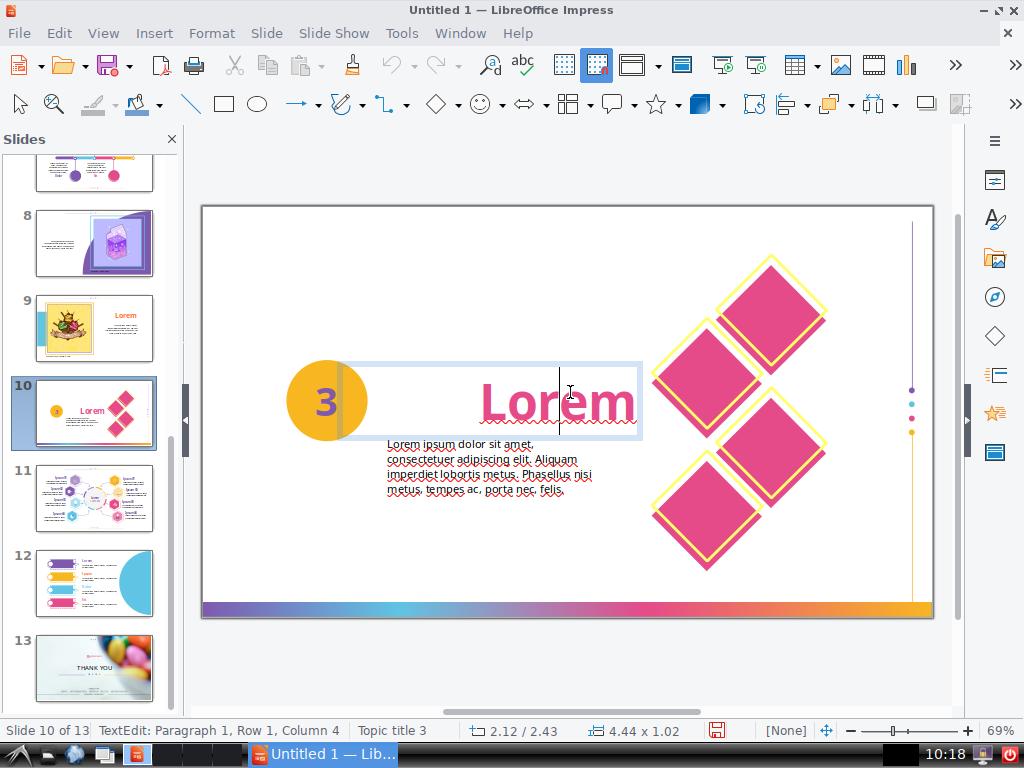 Untitled 1 — LibreOffice Impress
File Edit View Insert Format Slide Slide Show Tools Window Help
Slides
8
9
Lorem
10
3
Lorem
11
12
13
THANK YOU
3
Lorem
Lorem ipsum dolor sit amet,
consectetuer adipiscing elit. Aliquam
imperdiet lobortis metus. Phasellus nisi
metus, tempes ac, porta nec, felis.
Slide 10 of 13 TextEdit: Paragraph 1, Row 1, Column 4 Topic title 3 2.12 / 2.43 4.44 x 1.02 [None] 69%
Untitled 1 — Lib... 10:18